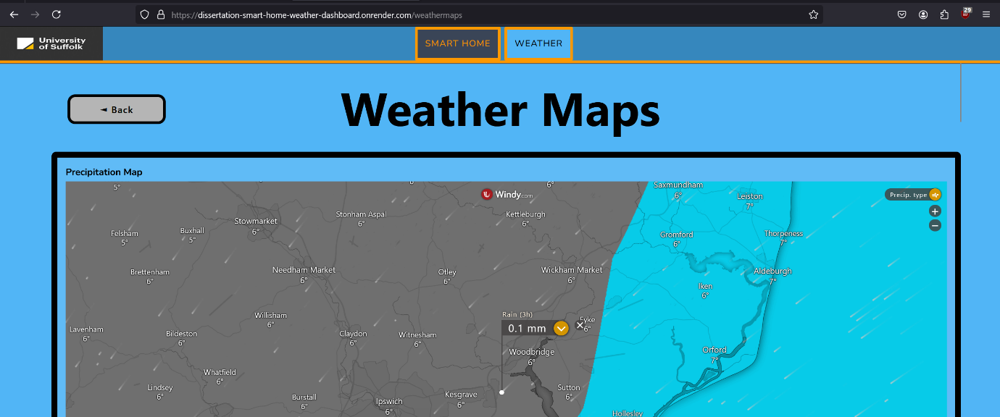 29
https://dissertation-smart-home-weather-dashboard.onrender.com/weathermaps
University
of Suffolk
SMART HOME
WEATHER
◄ Back
Weather Maps
Precipitation Map
5°
6°
Windy.com
Saxmundham
6°
Leiston
7°
Precip. type
+
−
Stowmarket
6°
Stonham Aspal
6°
Kettleburgh
6°
Felsham
5°
Buxhall
5°
Gromford
6°
Thorpeness
7°
Brettenham
6°
Needham Market
6°
Otley
6°
Wickham Market
6°
Aldeburgh
7°
Iken
6°
Willisham
6°
Rain (3h)
0.1 mm
Eyke
6°
Lavenham
6°
Bildeston
6°
Claydon
6°
Witnesham
6°
Woodbridge
6°
Orford
7°
Whatfield
6°
Lindsey
6°
Burstall
6°
Ipswich
6°
Kesgrave
6°
Sutton
6°
Hollesley